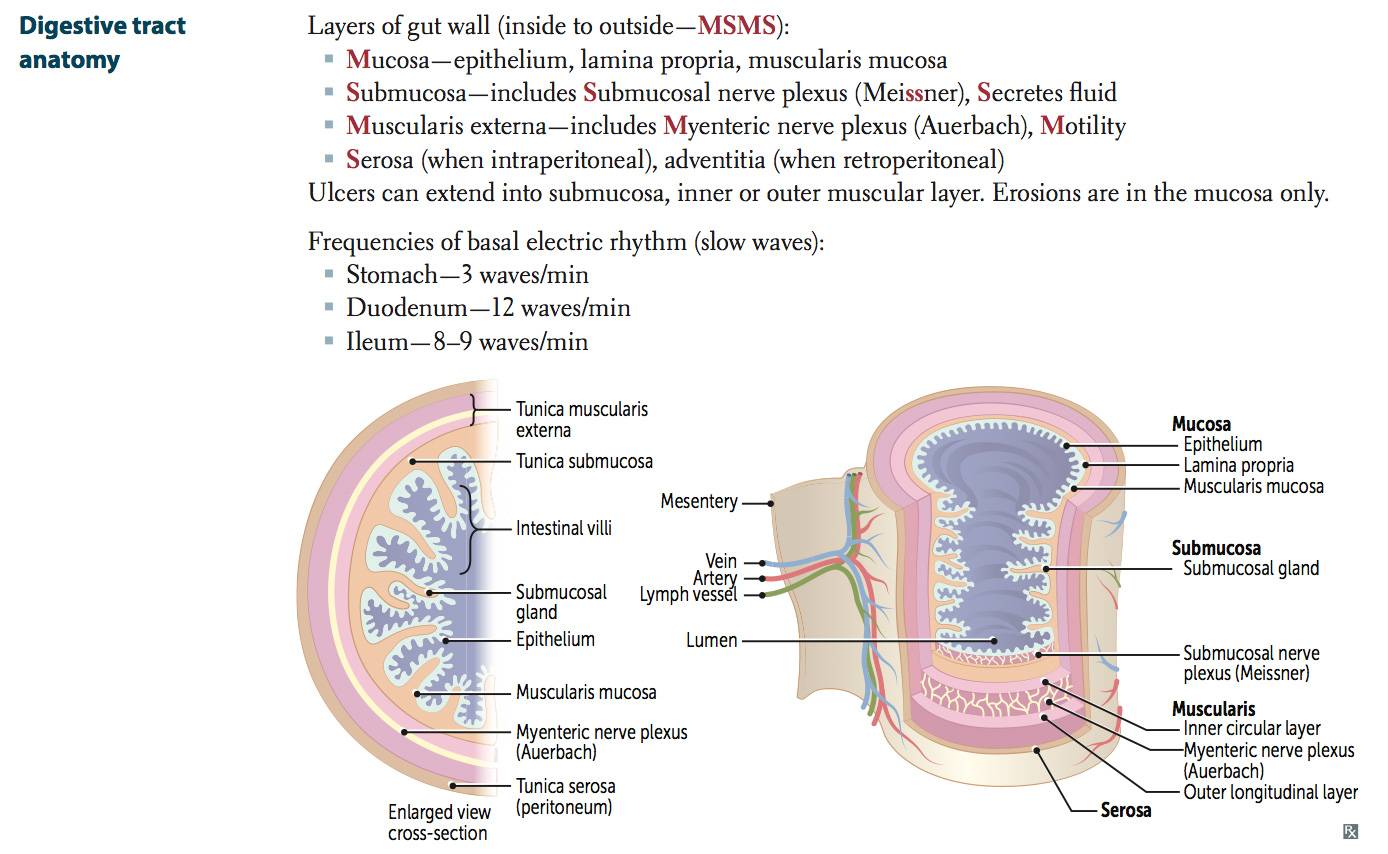 Digestive tract
anatomy
Layers of gut wall (inside to outside—MSMS):
Mucosa—epithelium, lamina propria, muscularis mucosa
Submucosa—includes Submucosal nerve plexus (Meissner), Secretes fluid
Muscularis externa—includes Myenteric nerve plexus (Auerbach), Motility
Serosa (when intraperitoneal), adventitia (when retroperitoneal)
Ulcers can extend into submucosa, inner or outer muscular layer. Erosions are in the mucosa only.
Frequencies of basal electric rhythm (slow waves):
Stomach—3 waves/min
Duodenum—12 waves/min
Ileum—8–9 waves/min
Tunica muscularis
externa
Tunica submucosa
Intestinal villi
Submucosal
gland
Epithelium
Muscularis mucosa
Myenteric nerve plexus
(Auerbach)
Tunica serosa
(peritoneum)
Enlarged view
cross-section
Mesentery
Vein
Artery
Lymph vessel
Lumen
Mucosa
Epithelium
Lamina propria
Muscularis mucosa
Submucosa
Submucosal gland
Submucosal nerve
plexus (Meissner)
Muscularis
Inner circular layer
Myenteric nerve plexus
(Auerbach)
Outer longitudinal layer
Serosa
Rx